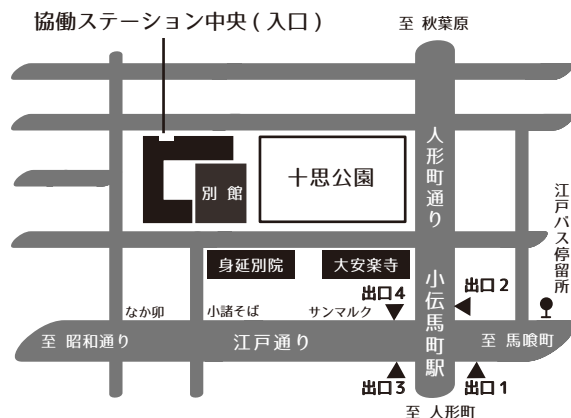 協働ステーション中央 ( 入口 )
至 秋葉原
人形町通り
別 館
十思公園
江戸バス停留所
身延別院
大安楽寺
小伝馬町駅
出口2
出口4
なか卯
小諸そば
サンマルク
至 昭和通り
江戸通り
至 馬喰町
出口3
出口1
至 人形町